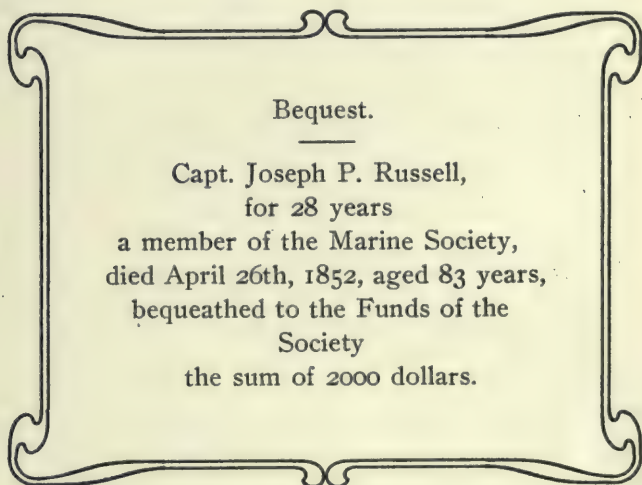 Bequest.
Capt. Joseph P. Russell,
for 28 years
a member of the Marine Society,
died April 26th, 1852, aged 83 years,
bequeathed to the Funds of the
Society
the sum of 2000 dollars.